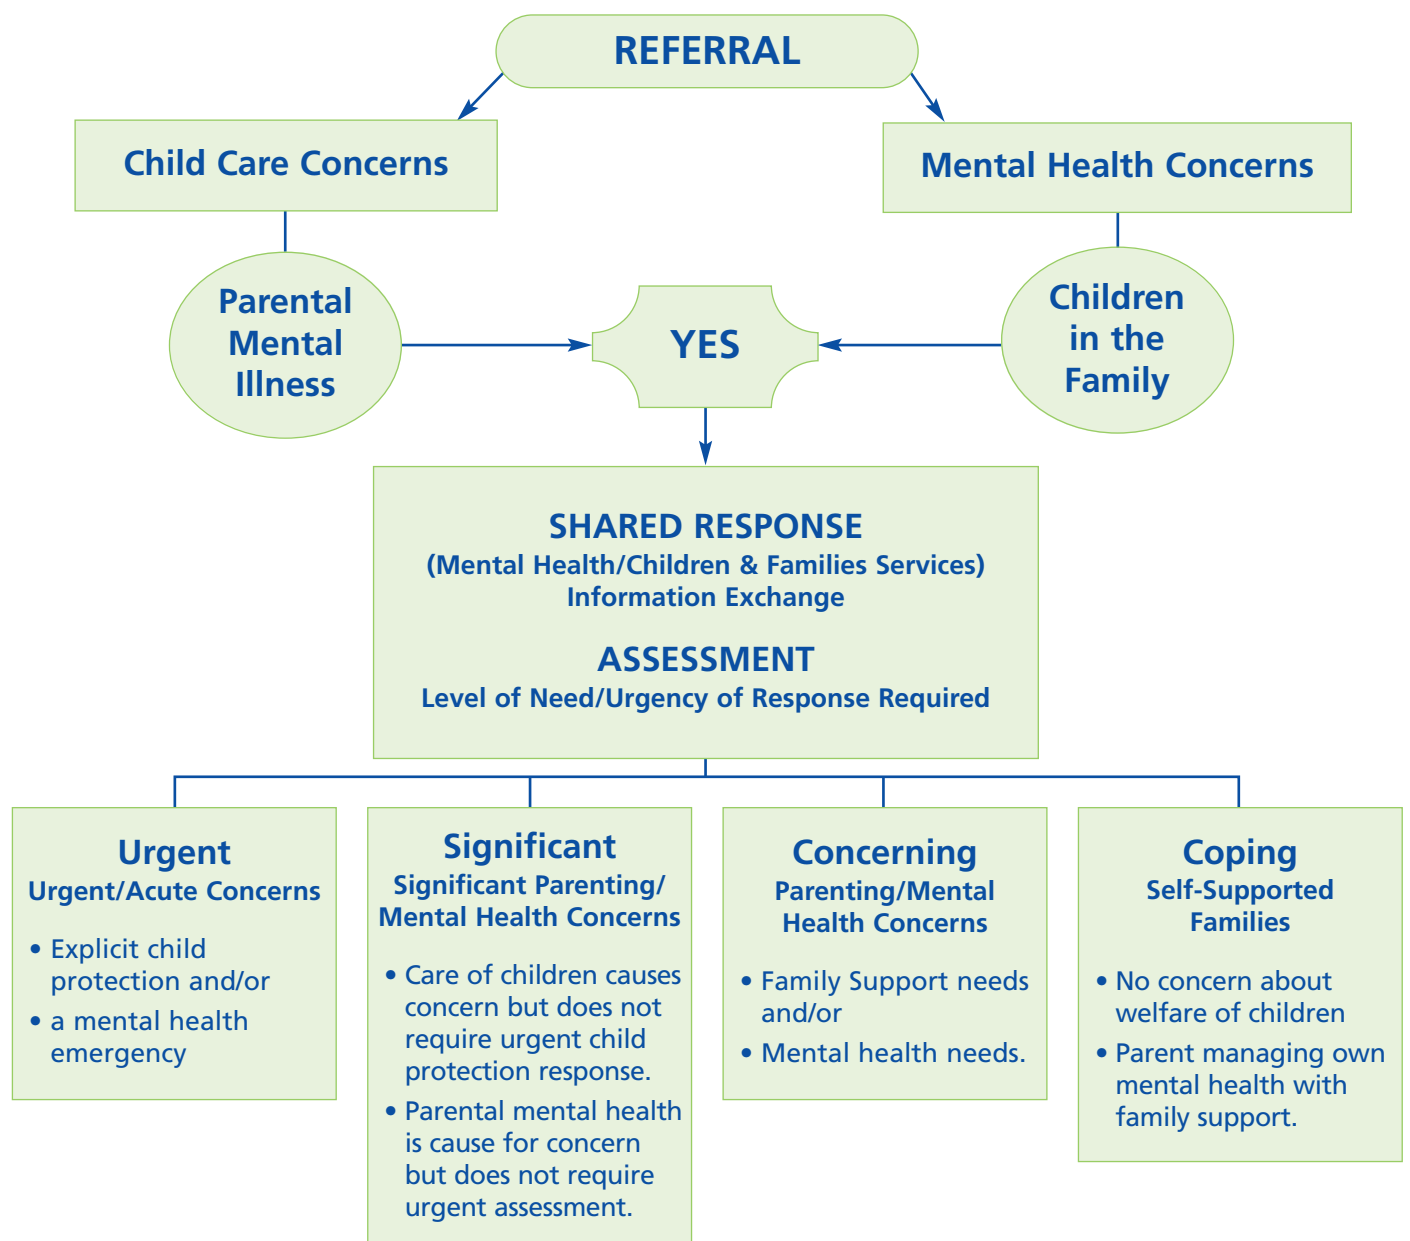 REFERRAL
Child Care Concerns
Mental Health Concerns
Parental
Mental
Illness
YES
Children
in the
Family
SHARED RESPONSE
(Mental Health/Children & Families Services)
Information Exchange
ASSESSMENT
Level of Need/Urgency of Response Required
Urgent
Urgent/Acute Concerns
• Explicit child
protection and/or
• a mental health
emergency
Significant
Significant Parenting/
Mental Health Concerns
• Care of children causes
concern but does not
require urgent child
protection response.
• Parental mental health
is cause for concern
but does not require
urgent assessment.
Concerning
Parenting/Mental
Health Concerns
• Family Support needs
and/or
• Mental health needs.
Coping
Self-Supported
Families
• No concern about
welfare of children
• Parent managing own
mental health with
family support.